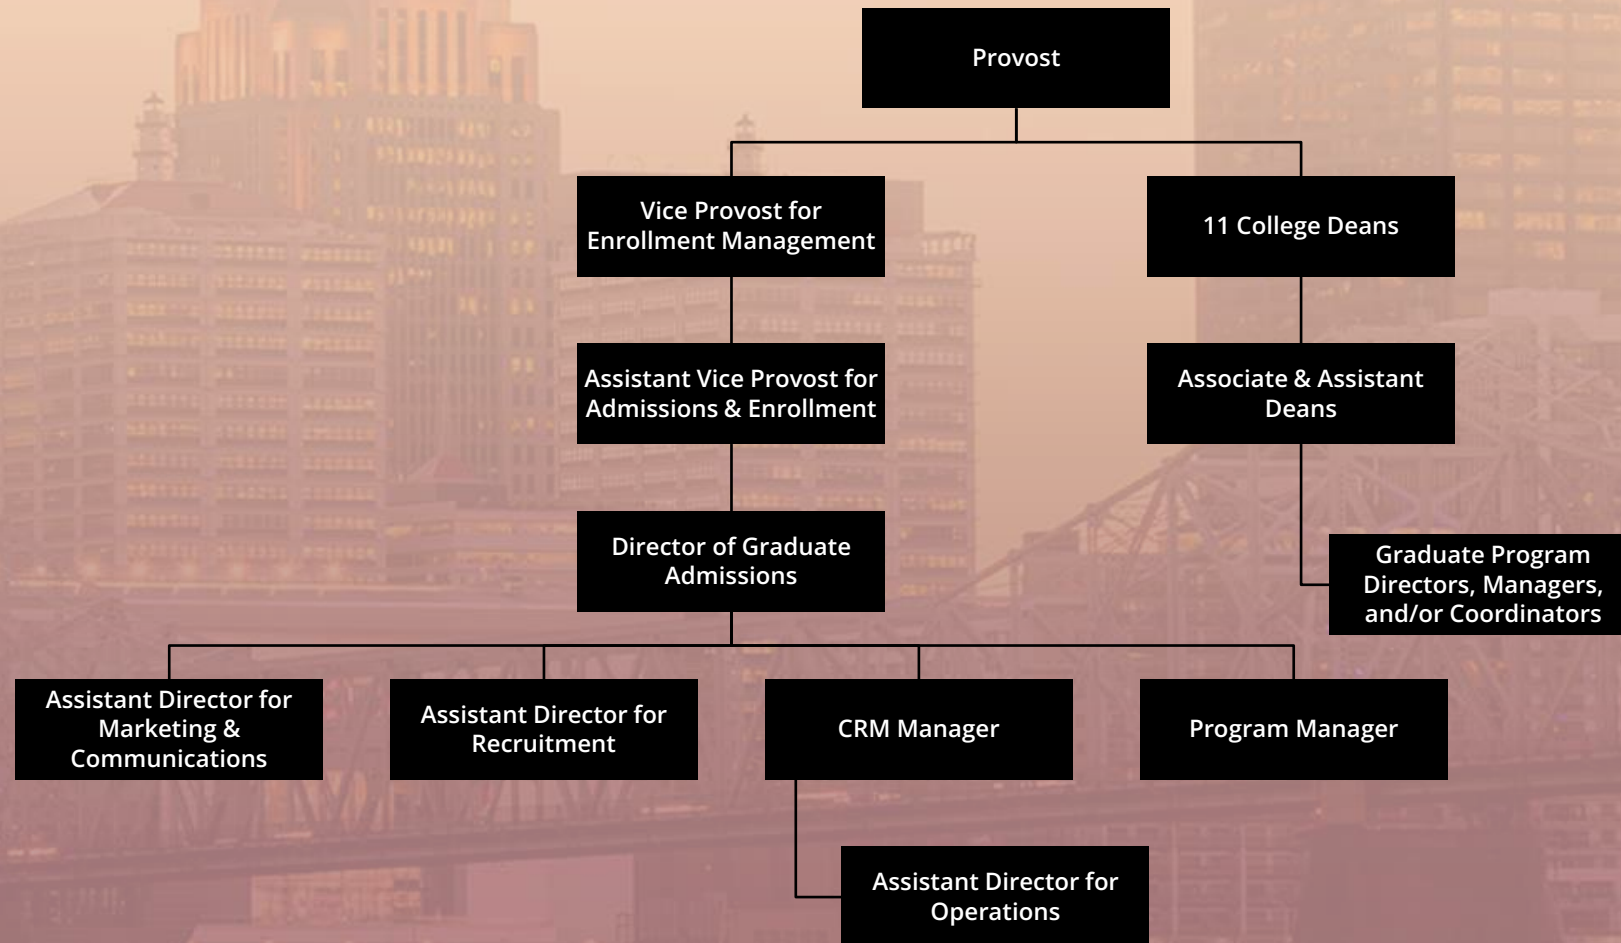 Provost
Vice Provost for
Enrollment Management
11 College Deans
Assistant Vice Provost for
Admissions & Enrollment
Associate & Assistant
Deans
Director of Graduate
Admissions
Graduate Program
Directors, Managers,
and/or Coordinators
Assistant Director for
Marketing &
Communications
Assistant Director for
Recruitment
CRM Manager
Program Manager
Assistant Director for
Operations